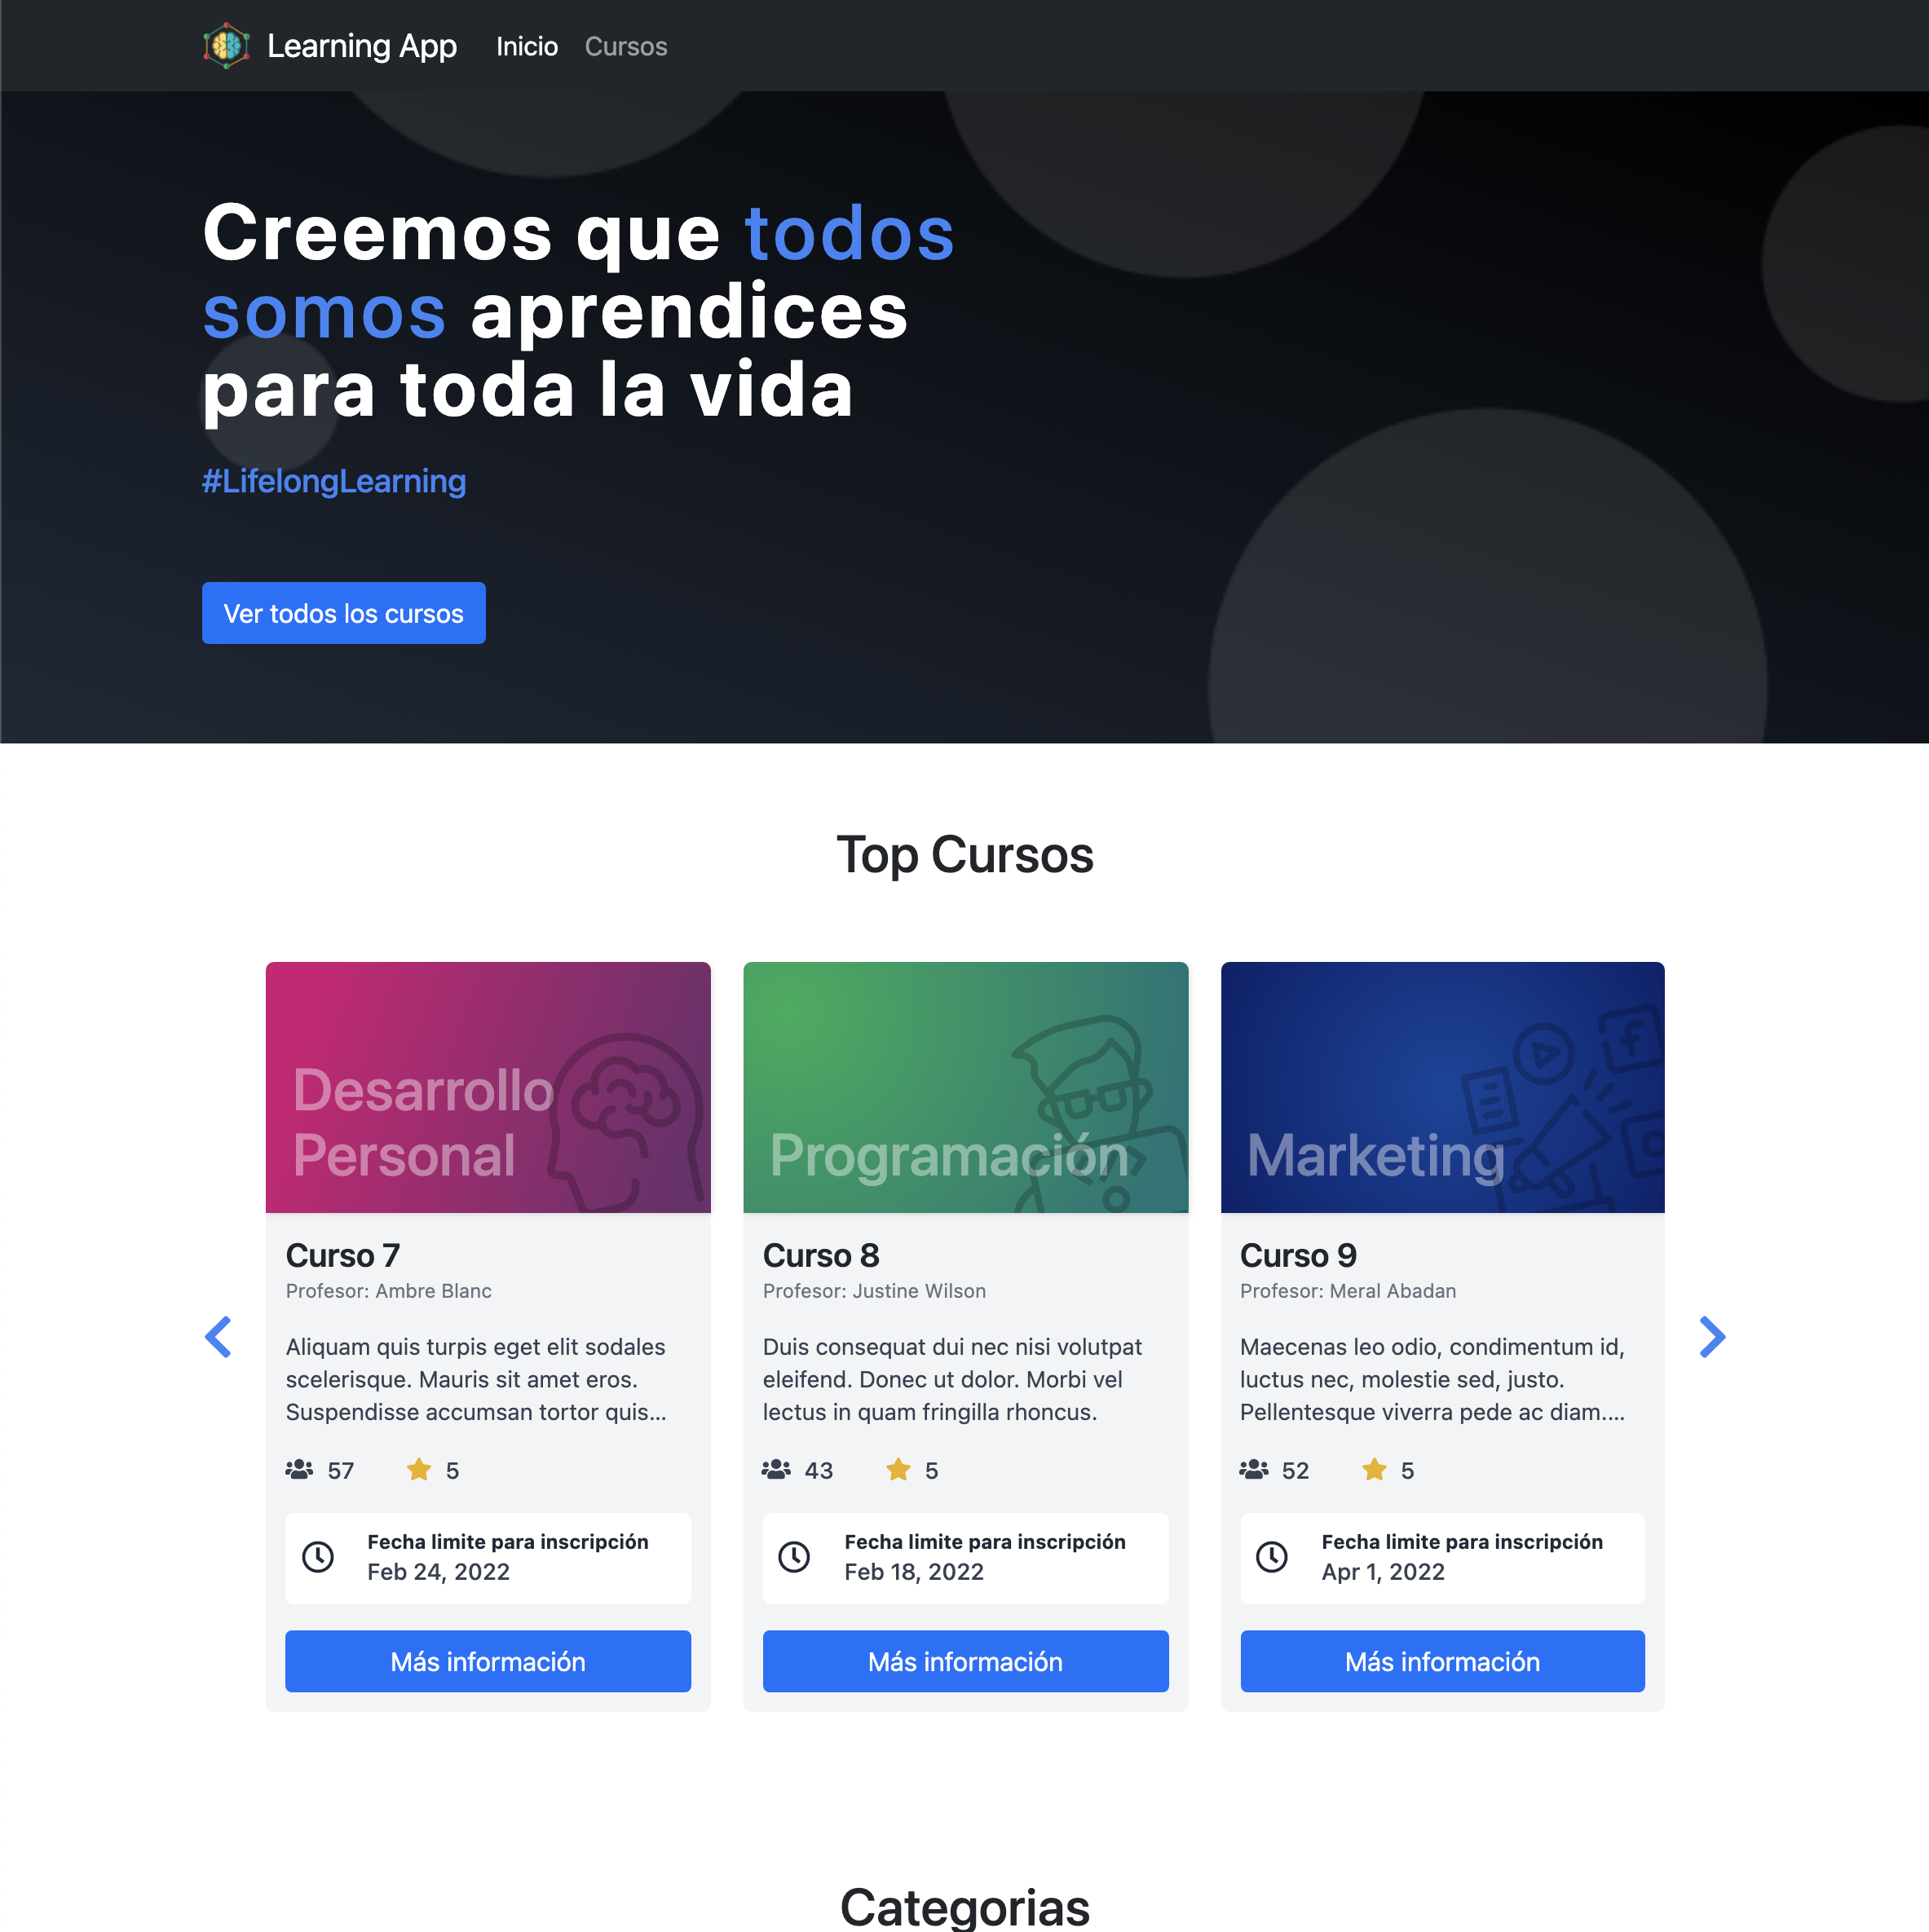 Learning App
Inicio
Cursos
Creemos que todos
somos aprendices
para toda la vida
#LifelongLearning
Ver todos los cursos
Top Cursos
Desarrollo
Personal
Curso 7
Profesor: Ambre Blanc
Aliquam quis turpis eget elit sodales
scelerisque. Mauris sit amet eros.
Suspendisse accumsan tortor quis...
57
5
Fecha limite para inscripción
Feb 24, 2022
Más información
Programación
Curso 8
Profesor: Justine Wilson
Duis consequat dui nec nisi volutpat
eleifend. Donec ut dolor. Morbi vel
lectus in quam fringilla rhoncus.
43
5
Fecha limite para inscripción
Feb 18, 2022
Más información
Marketing
Curso 9
Profesor: Meral Abadan
Maecenas leo odio, condimentum id,
luctus nec, molestie sed, justo.
Pellentesque viverra pede ac diam....
52
5
Fecha limite para inscripción
Apr 1, 2022
Más información
Categorias